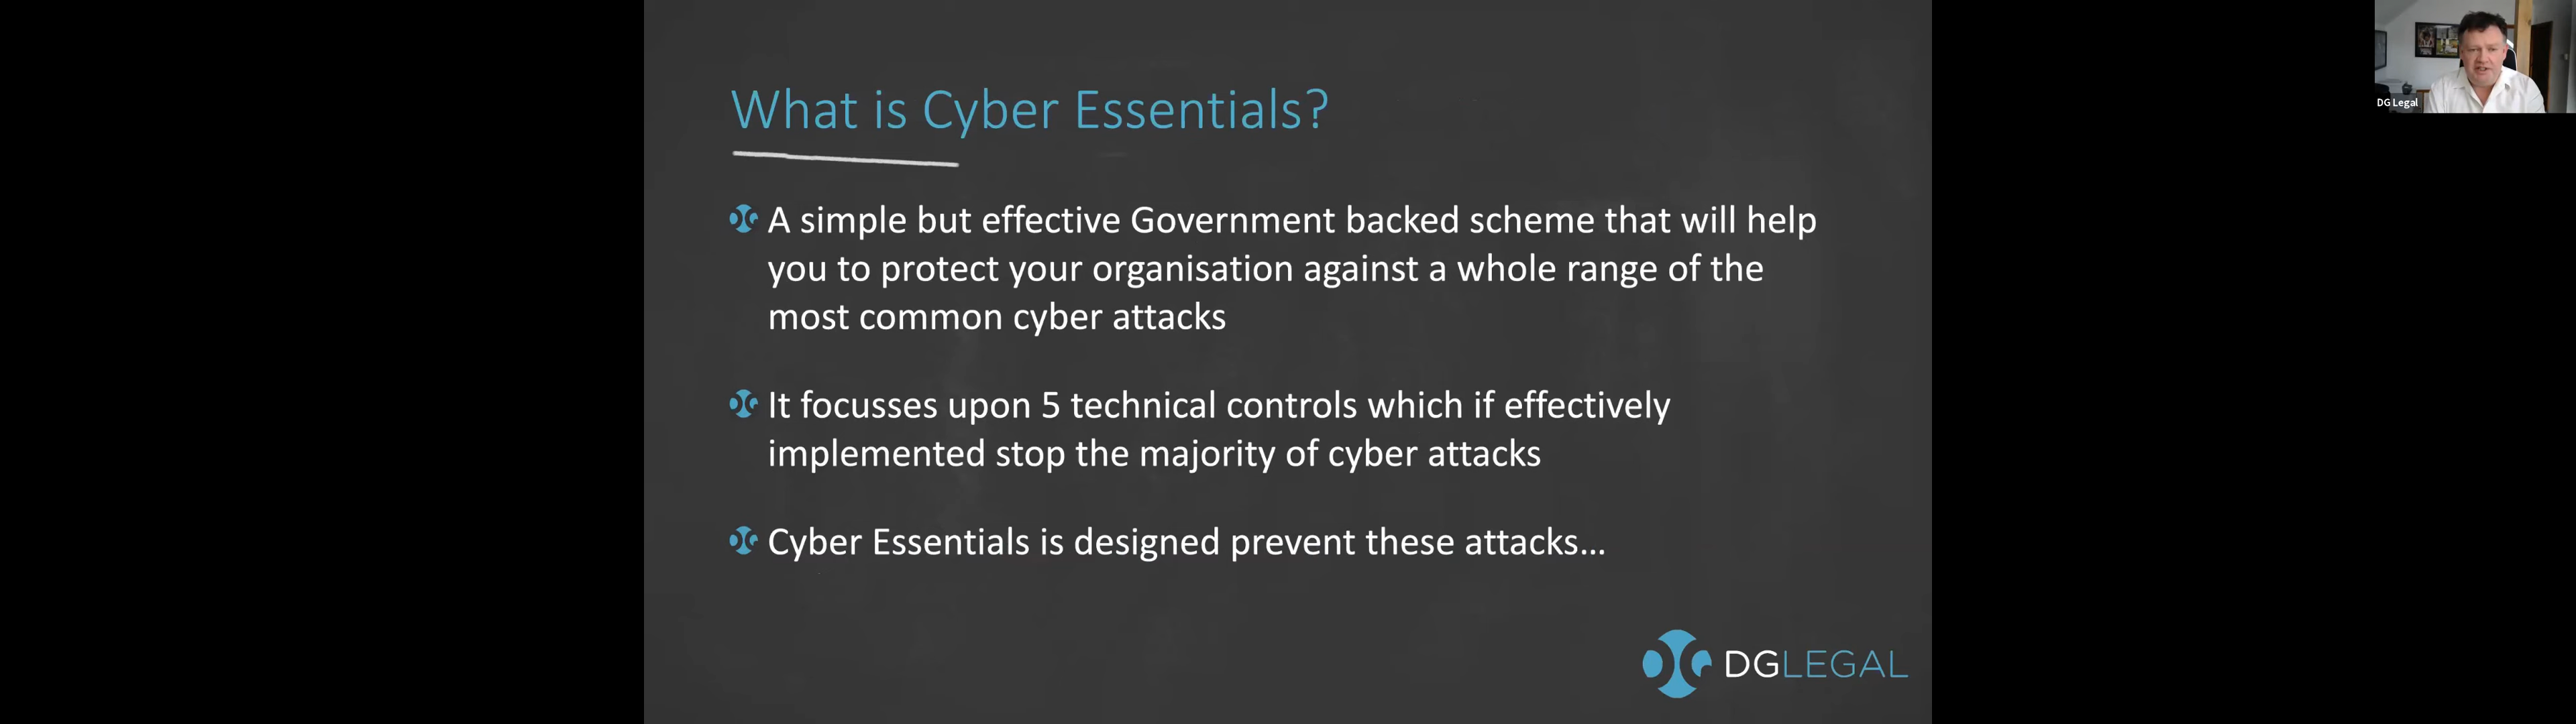 What is Cyber Essentials?
A simple but effective Government backed scheme that will help
you to protect your organisation against a whole range of the
most common cyber attacks
It focusses upon 5 technical controls which if effectively
implemented stop the majority of cyber attacks
Cyber Essentials is designed prevent these attacks...
DGLEGAL
DG Legal